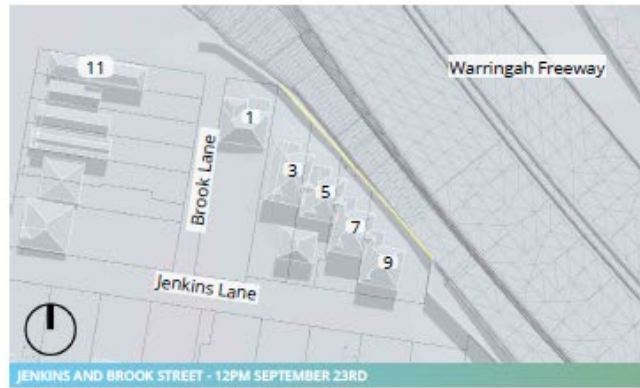 11
Warringah Freeway
1
Brook Lane
3
5
7
9
Jenkins Lane
JENKINS AND BROOK STREET - 12PM SEPTEMBER 23RD